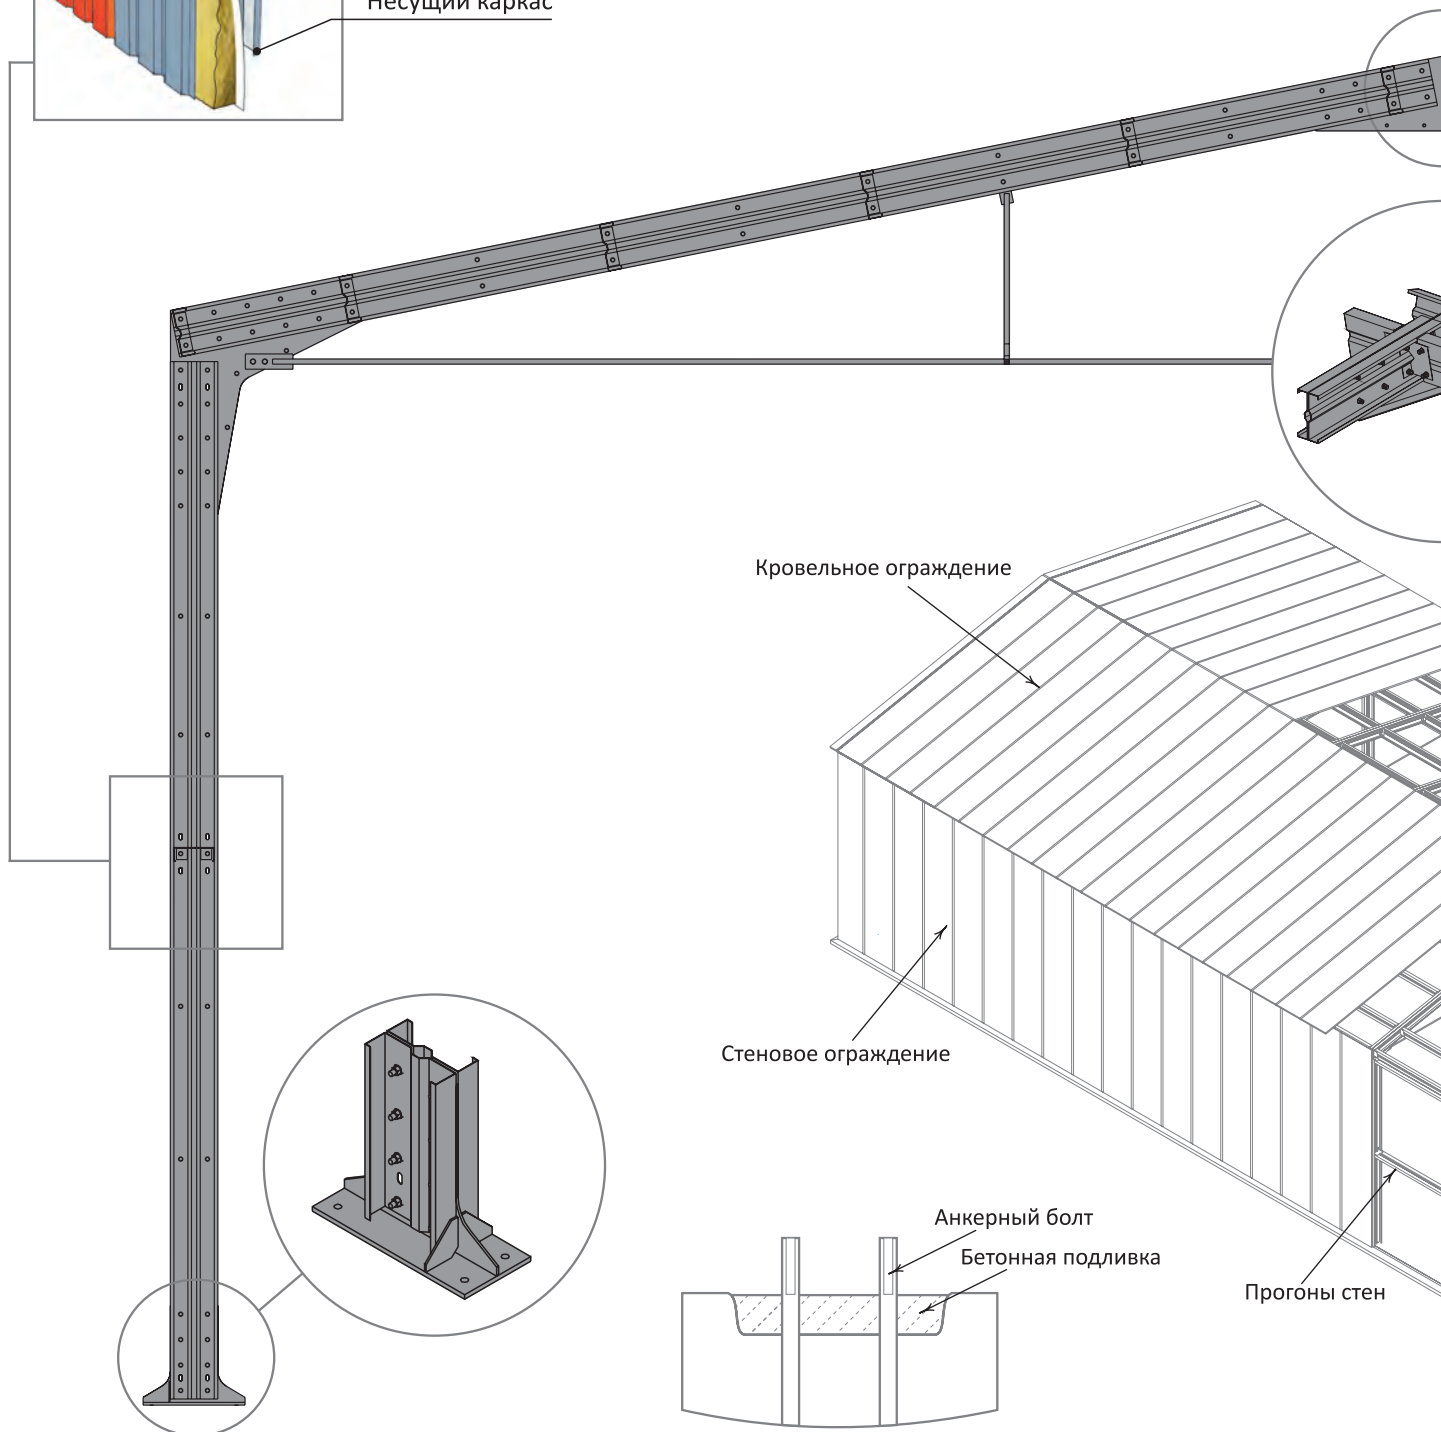 Несущий каркас
Кровельное ограждение
Стеновое ограждение
Анкерный болт
Бетонная подливка
Прогоны стен